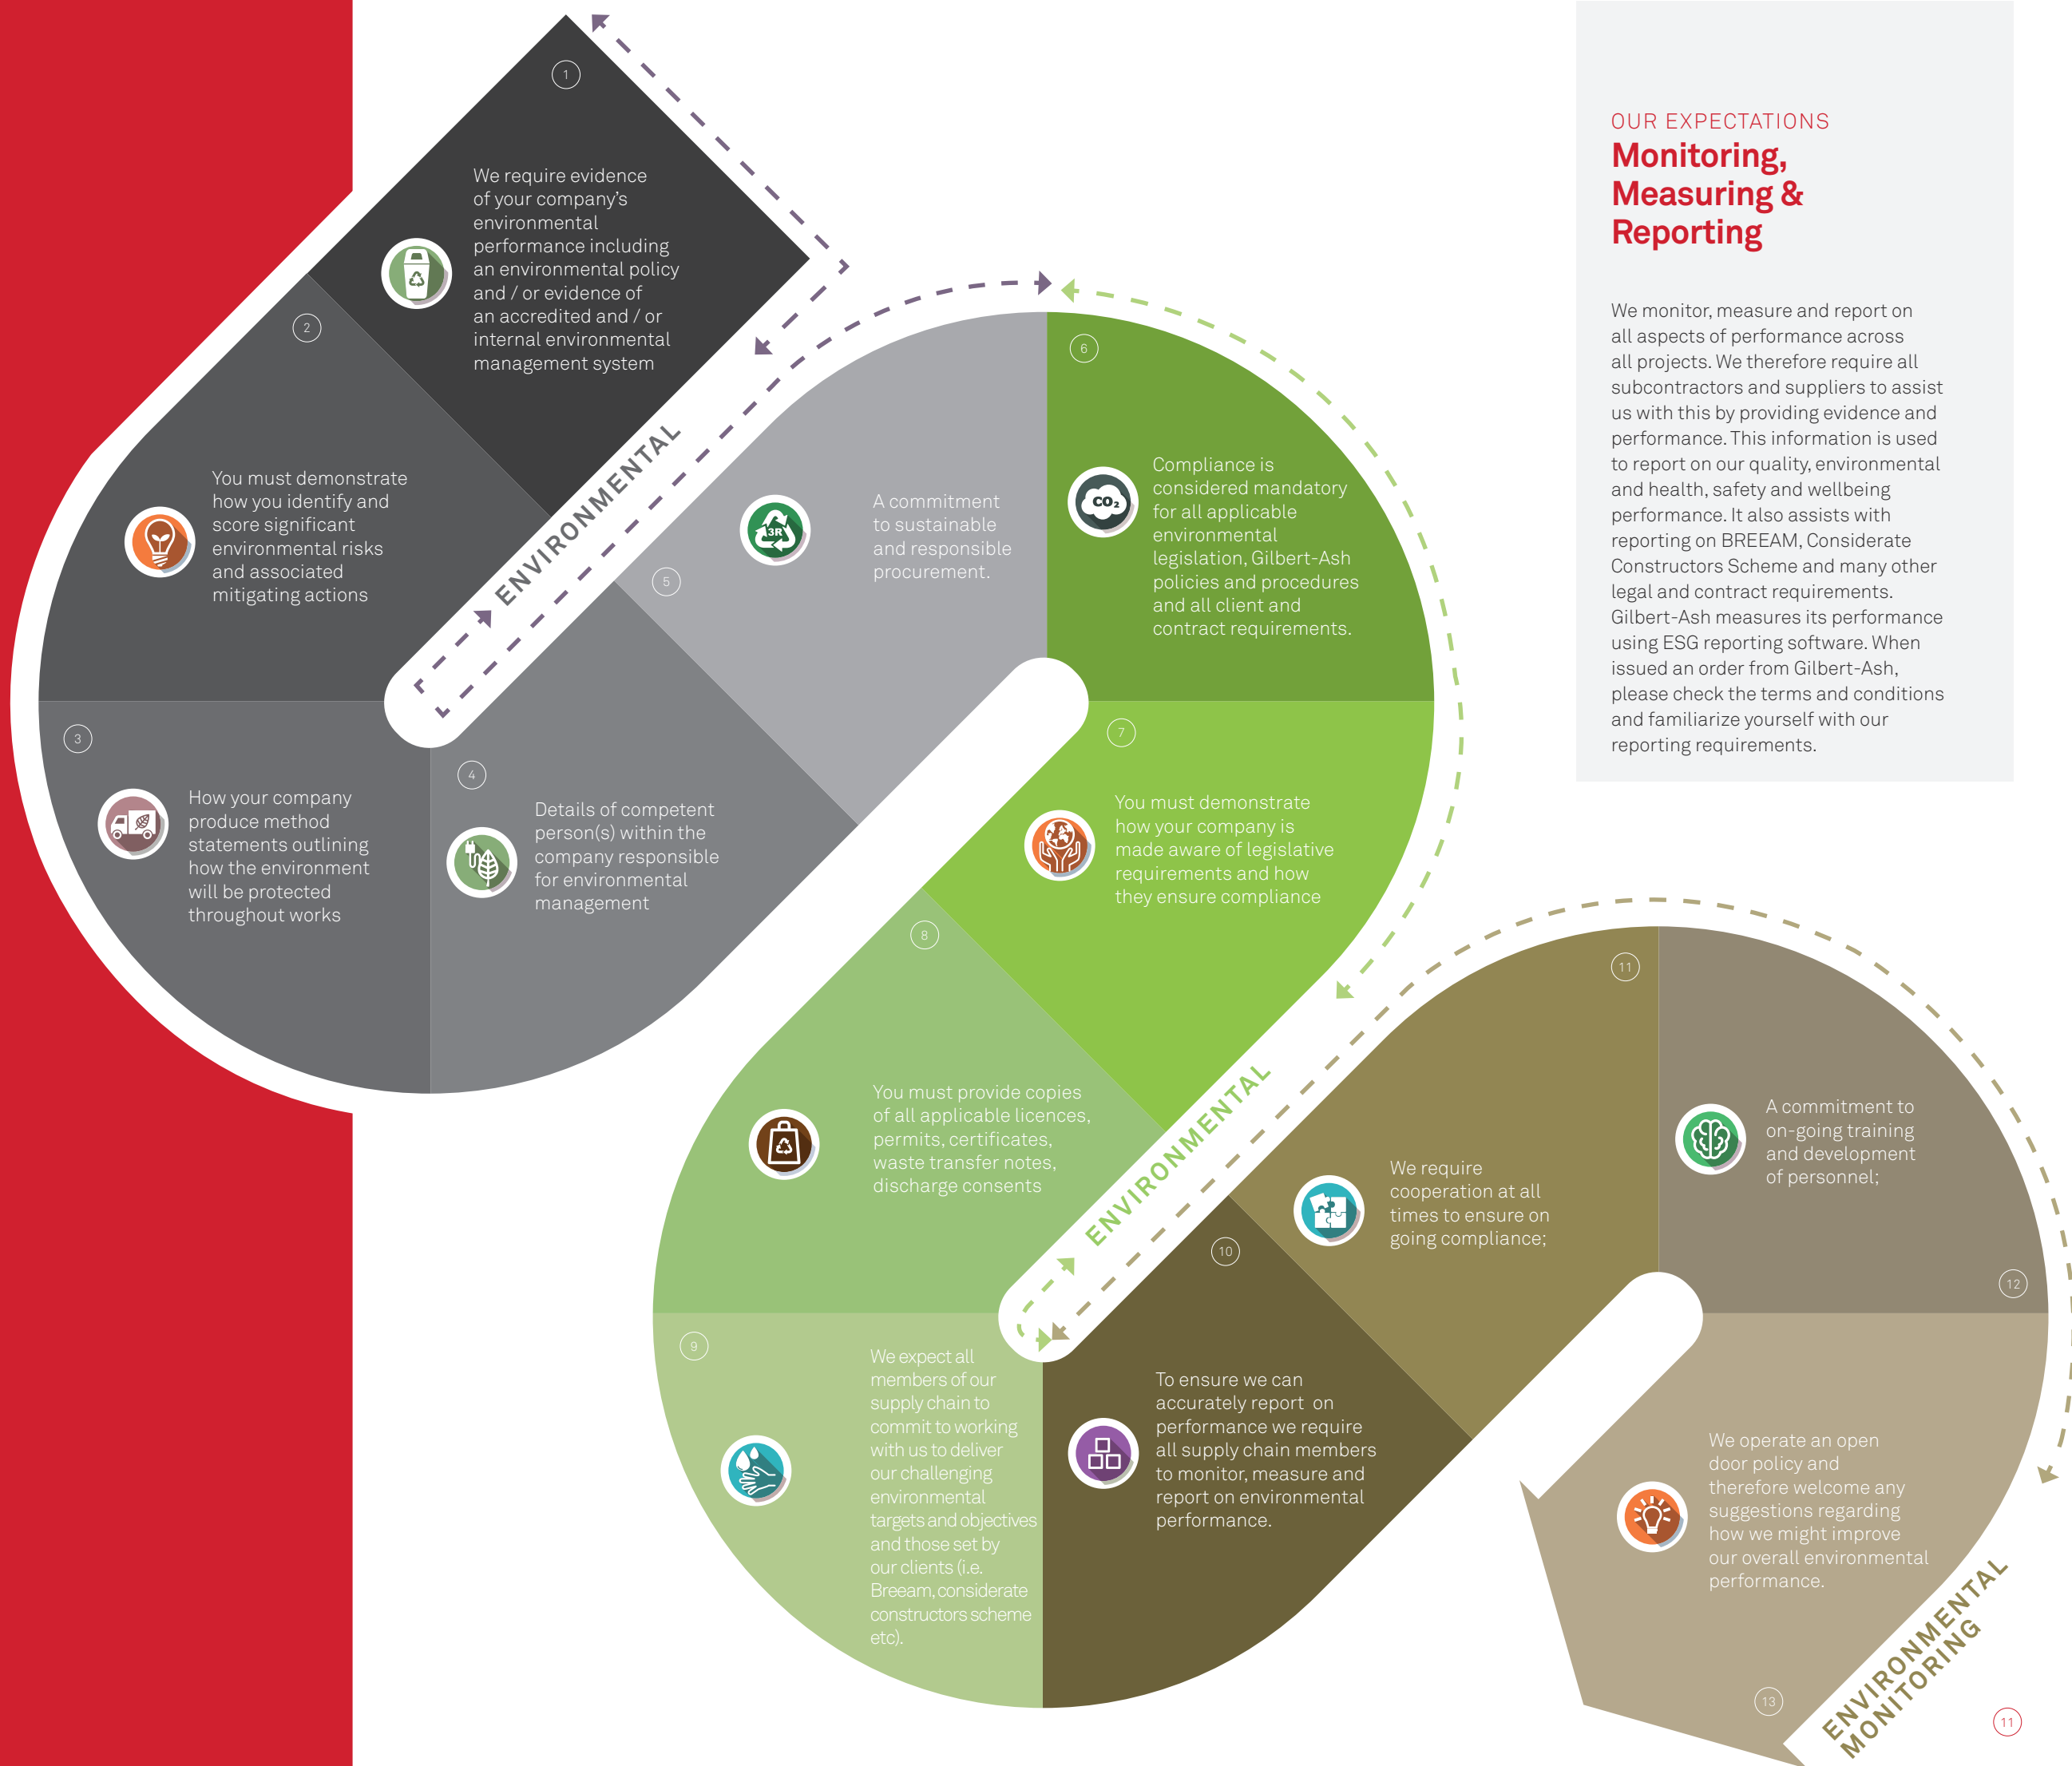 1
We require evidence
of your company's
environmental
performance including
an environmental policy
and / or evidence of
an accredited and / or
internal environmental
management system
2
You must demonstrate
how you identify and
score significant
environmental risks
and associated
mitigating actions
3
How your company
produce method
statements outlining
how the environment
will be protected
throughout works
4
Details of competent
person(s) within the
company responsible
for environmental
management
ENVIRONMENTAL
5
3R
A commitment
to sustainable
and responsible
procurement.
6
CO₂
Compliance is
considered mandatory
for all applicable
environmental
legislation, Gilbert-Ash
policies and procedures
and all client and
contract requirements.
7
You must demonstrate
how your company is
made aware of legislative
requirements and how
they ensure compliance
8
You must provide copies
of all applicable licences,
permits, certificates,
waste transfer notes,
discharge consents
9
We expect all
members of our
supply chain to
commit to working
with us to deliver
our challenging
environmental
targets and objectives
and those set by
our clients (i.e.
Breeam, considerate
constructors scheme
etc).
ENVIRONMENTAL
10
To ensure we can
accurately report on
performance we require
all supply chain members
to monitor, measure and
report on environmental
performance.
11
We require
cooperation at all
times to ensure on
going compliance;
12
A commitment to
on-going training
and development
of personnel;
13
We operate an open
door policy and
therefore welcome any
suggestions regarding
how we might improve
our overall environmental
performance.
ENVIRONMENTAL
MONITORING
OUR EXPECTATIONS
Monitoring,
Measuring &
Reporting
We monitor, measure and report on
all aspects of performance across
all projects. We therefore require all
subcontractors and suppliers to assist
us with this by providing evidence and
performance. This information is used
to report on our quality, environmental
and health, safety and wellbeing
performance. It also assists with
reporting on BREEAM, Considerate
Constructors Scheme and many other
legal and contract requirements.
Gilbert-Ash measures its performance
using ESG reporting software. When
issued an order from Gilbert-Ash,
please check the terms and conditions
and familiarize yourself with our
reporting requirements.
11